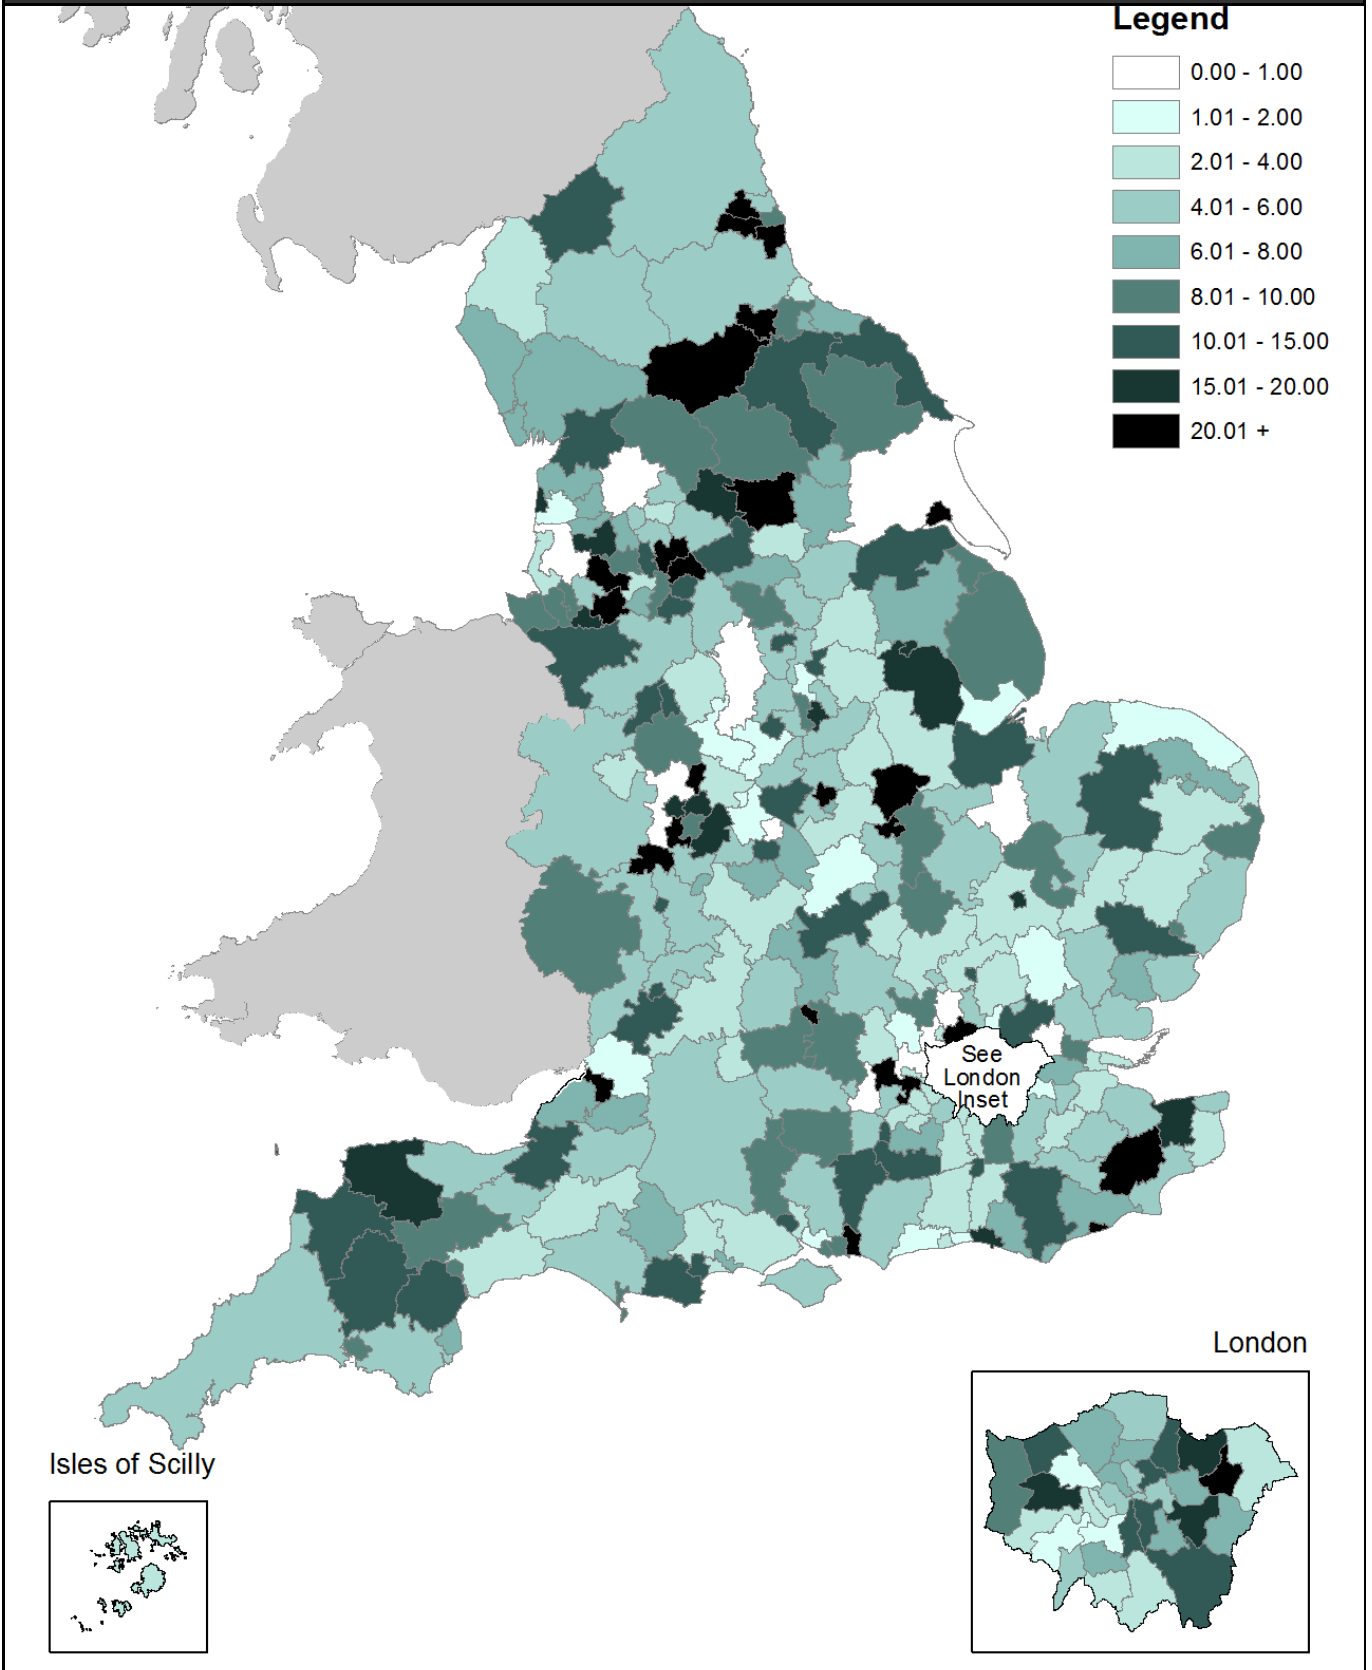 Legend
0.00 - 1.00
1.01 - 2.00
2.01 - 4.00
4.01 - 6.00
6.01 - 8.00
8.01 - 10.00
10.01 - 15.00
15.01 - 20.00
20.01 +
See
London
Inset
London
Isles of Scilly